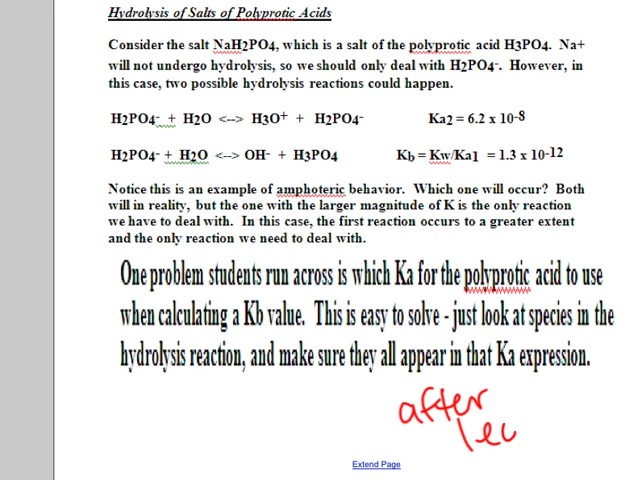 Hydrolysis of Salts of Polyprotic Acids
Consider the salt NaH2PO4, which is a salt of the polyprotic acid H3PO4. Na+
will not undergo hydrolysis, so we should only deal with H2PO4-. However, in
this case, two possible hydrolysis reactions could happen.
H2PO4- + H2O <--> H3O+ + H2PO4- Ka2 = 6.2 x 10-8
H2PO4- + H2O <--> OH- + H3PO4 Kb = Kw/Ka1 = 1.3 x 10-12
Notice this is an example of amphoteric behavior. Which one will occur? Both
will in reality, but the one with the larger magnitude of K is the only reaction
we have to deal with. In this case, the first reaction occurs to a greater extent
and the only reaction we need to deal with.
One problem students run across is which Ka for the polyprotic acid to use
when calculating a Kb value. This is easy to solve - just look at species in the
hydrolysis reaction, and make sure they all appear in that Ka expression.
after
lec
Extend Page